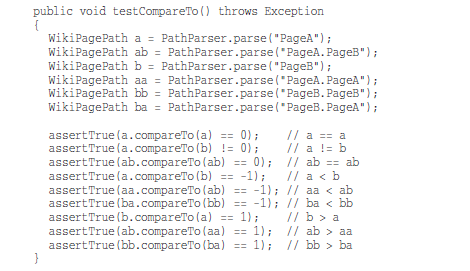 public void testCompareTo() throws Exception
{
  WikiPagePath a = PathParser.parse("PageA");
  WikiPagePath ab = PathParser.parse("PageA.PageB");
  WikiPagePath b = PathParser.parse("PageB");
  WikiPagePath aa = PathParser.parse("PageA.PageA");
  WikiPagePath bb = PathParser.parse("PageB.PageB");
  WikiPagePath ba = PathParser.parse("PageB.PageA");

  assertTrue(a.compareTo(a) == 0);    // a == a
  assertTrue(a.compareTo(b) != 0);    // a != b
  assertTrue(ab.compareTo(ab) == 0);  // ab == ab
  assertTrue(a.compareTo(b) == -1);   // a < b
  assertTrue(aa.compareTo(ab) == -1); // aa < ab
  assertTrue(ba.compareTo(bb) == -1); // ba < bb
  assertTrue(b.compareTo(a) == 1);    // b > a
  assertTrue(ab.compareTo(aa) == 1);  // ab > aa
  assertTrue(bb.compareTo(ba) == 1);  // bb > ba
}